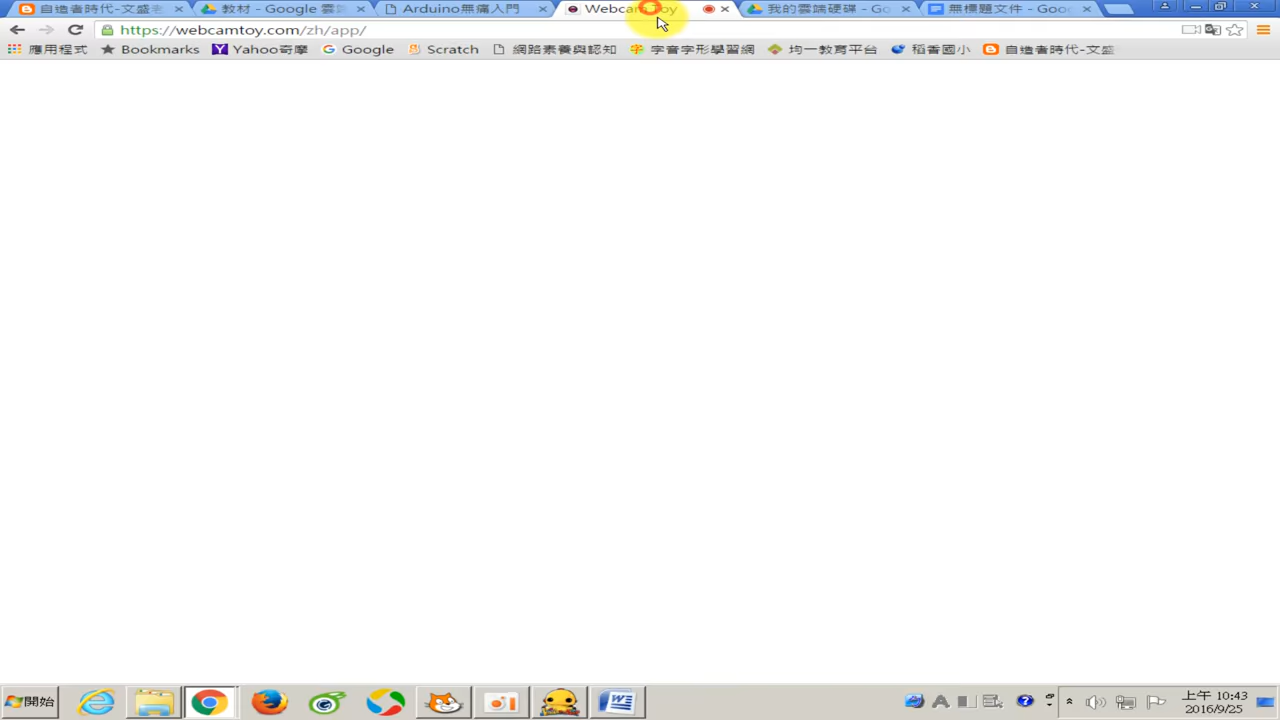 自造者時代-文盛老
教材 - Google 雲端
Arduino無痛入門
Webcam Toy
我的雲端硬碟 - Go
無標題文件 - Goo
https://webcamtoy.com/zh/app/
應用程式
Bookmarks
Yahoo奇摩
Google
Scratch
網路素養與認知
字音字形學習網
均一教育平台
稻香國小
自造者時代-文盛
開始
上午 10:43
2016/9/25